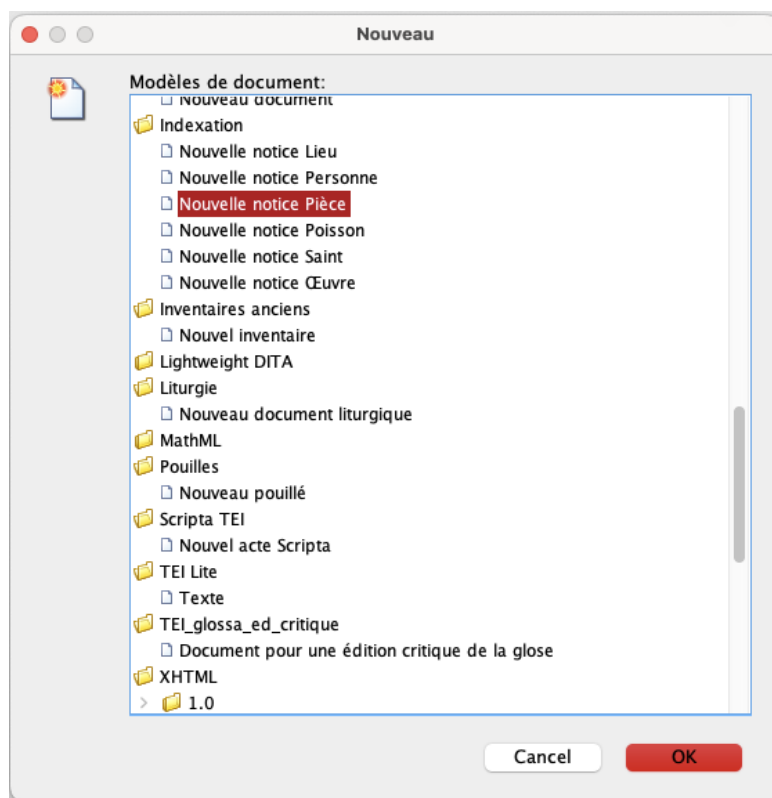 Nouveau
Modèles de document:
Nouveau document
Indexation
Nouvelle notice Lieu
Nouvelle notice Personne
Nouvelle notice Pièce
Nouvelle notice Poisson
Nouvelle notice Saint
Nouvelle notice Œuvre
Inventaires anciens
Nouvel inventaire
Lightweight DITA
Liturgie
Nouveau document liturgique
MathML
Pouilles
Nouveau pouillé
Scripta TEI
Nouvel acte Scripta
TEI Lite
Texte
TEI_glossa_ed_critique
Document pour une édition critique de la glose
XHTML
1.0
Cancel OK